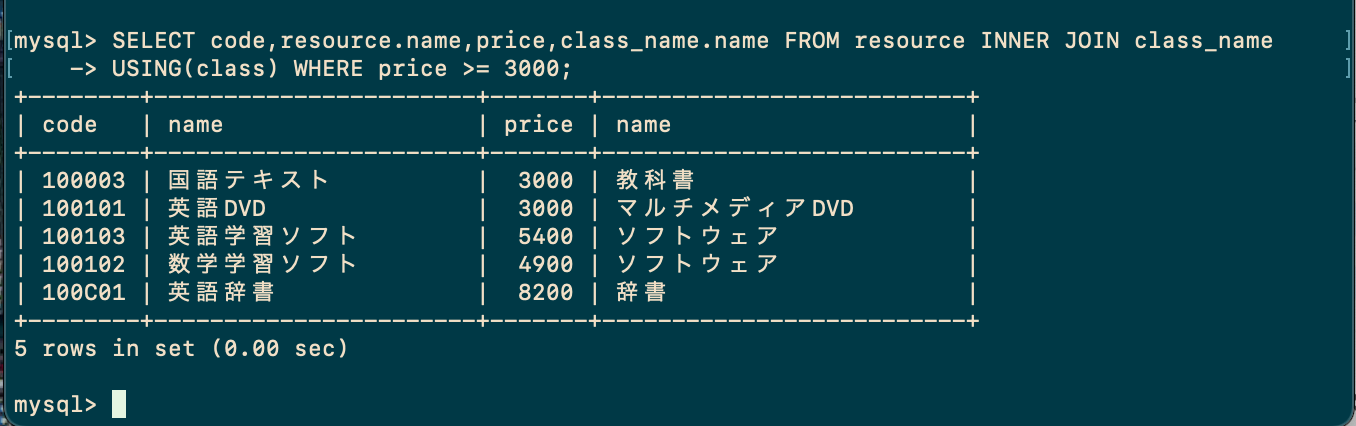 [mysql> SELECT code,resource.name,price,class_name.name FROM resource INNER JOIN class_name ]
[    -> USING(class) WHERE price >= 3000; ]
+--------+-----------------------+-------+--------------------------+
| code   | name                  | price | name                     |
+--------+-----------------------+-------+--------------------------+
| 100003 | 国語テキスト           |  3000 | 教科書                    |
| 100101 | 英語DVD               |  3000 | マルチメディアDVD          |
| 100103 | 英語学習ソフト         |  5400 | ソフトウェア               |
| 100102 | 数学学習ソフト         |  4900 | ソフトウェア               |
| 100C01 | 英語辞書              |  8200 | 辞書                      |
+--------+-----------------------+-------+--------------------------+
5 rows in set (0.00 sec)
mysql>